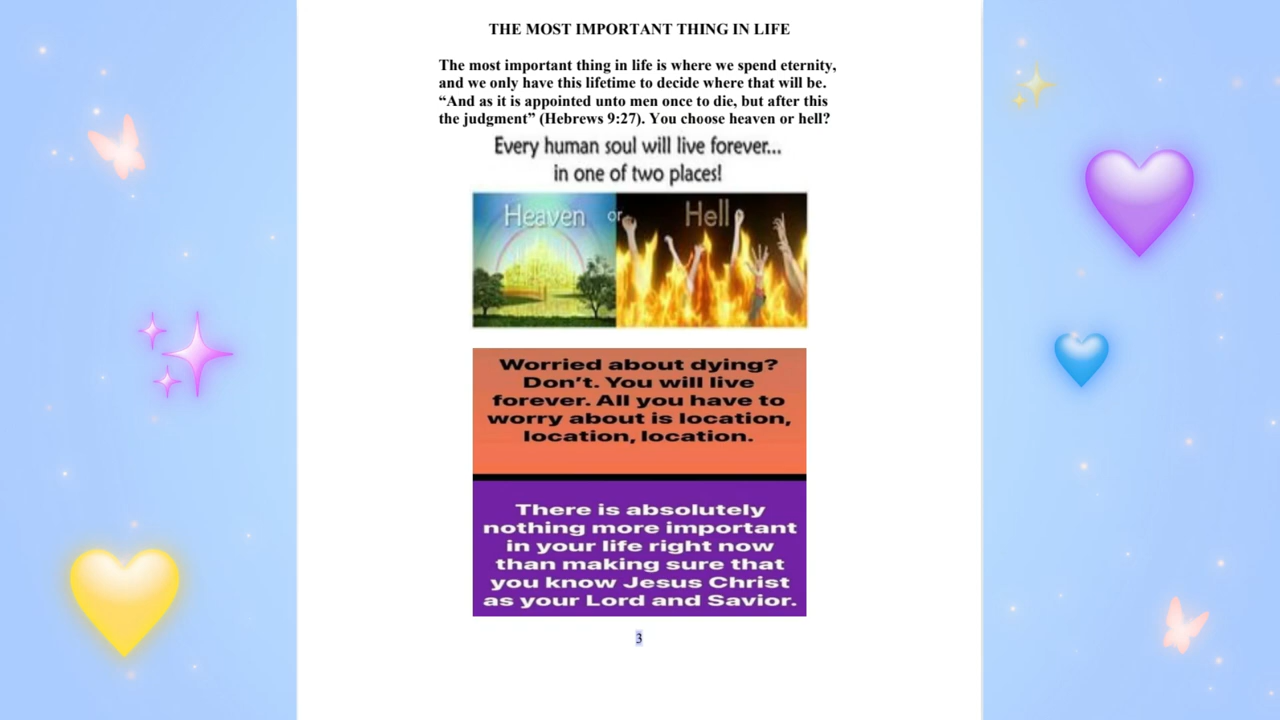 THE MOST IMPORTANT THING IN LIFE
The most important thing in life is where we spend eternity,
and we only have this lifetime to decide where that will be.
“And as it is appointed unto men once to die, but after this
the judgment” (Hebrews 9:27). You choose heaven or hell?
Every human soul will live forever...
in one of two places!
Heaven or Hell
Worried about dying?
Don't. You will live
forever. All you have to
worry about is location,
location, location.
There is absolutely
nothing more important
in your life right now
than making sure that
you know Jesus Christ
as your Lord and Savior.
3